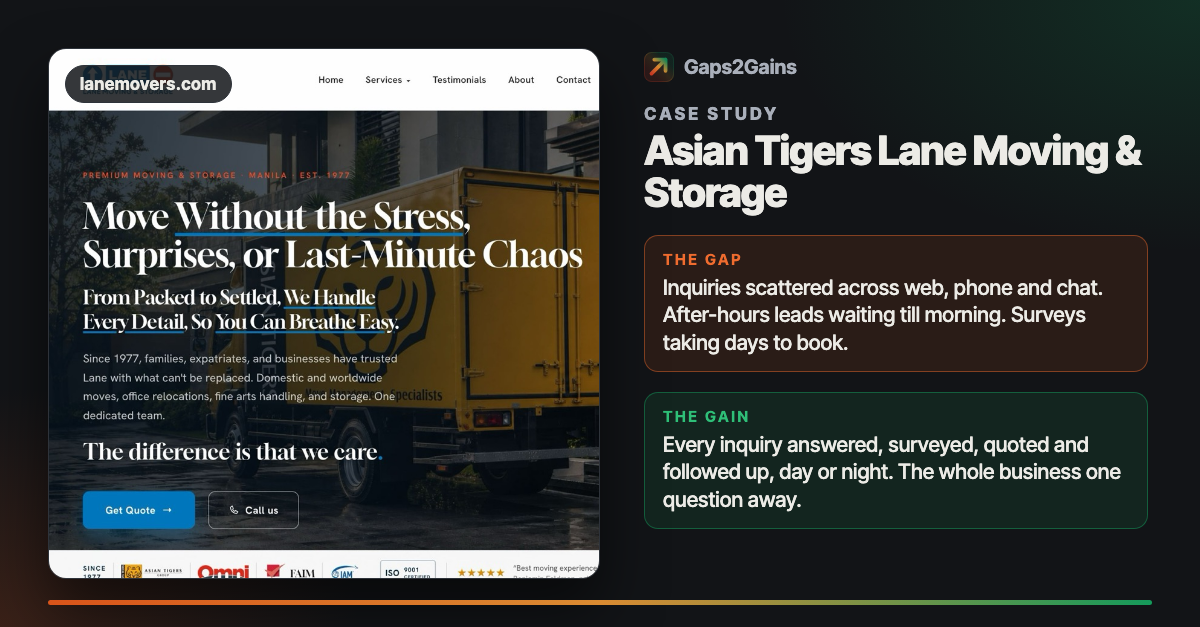 lanemovers.com
Home Services Testimonials About Contact
PREMIUM MOVING & STORAGE · MANILA · EST. 1977
Move Without the Stress,
Surprises, or Last-Minute Chaos
From Packed to Settled, We Handle
Every Detail, So You Can Breathe Easy.
Since 1977, families, expatriates, and businesses have trusted
Lane with what can't be replaced. Domestic and worldwide
moves, office relocations, fine arts handling, and storage. One
dedicated team.
The difference is that we care.
Get Quote → Call us
SINCE
1977
ASIAN TIGERS
GROUP
Omni
FAIM
IAM
ISO 9001
CERTIFIED
"Best moving experience
Specialists
Gaps2Gains
CASE STUDY
Asian Tigers Lane Moving &
Storage
THE GAP
Inquiries scattered across web, phone and chat.
After-hours leads waiting till morning. Surveys
taking days to book.
THE GAIN
Every inquiry answered, surveyed, quoted and
followed up, day or night. The whole business one
question away.